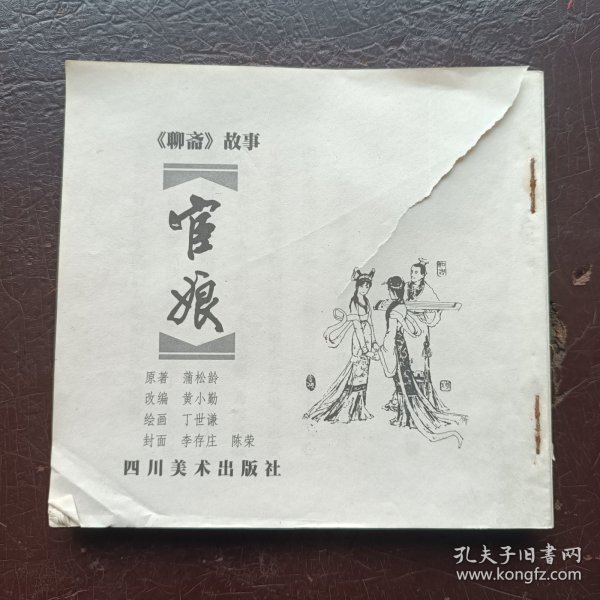 《聊斋》故事
官娘
原著 蒲松龄
改编 黄小勤
绘画 丁世谦
封面 李存庄 陈荣
四川美术出版社
孔夫子旧书网
www.kongfz.com